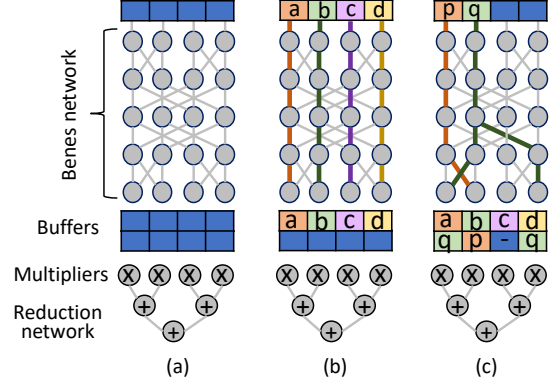 a b c d
p q
Benes network
Buffers
a b c d
a b c d
q p - q
Multipliers
X X X X
X X X X
X X X X
Reduction network
+ +
+ +
+ +
+
+
+
(a) (b) (c)